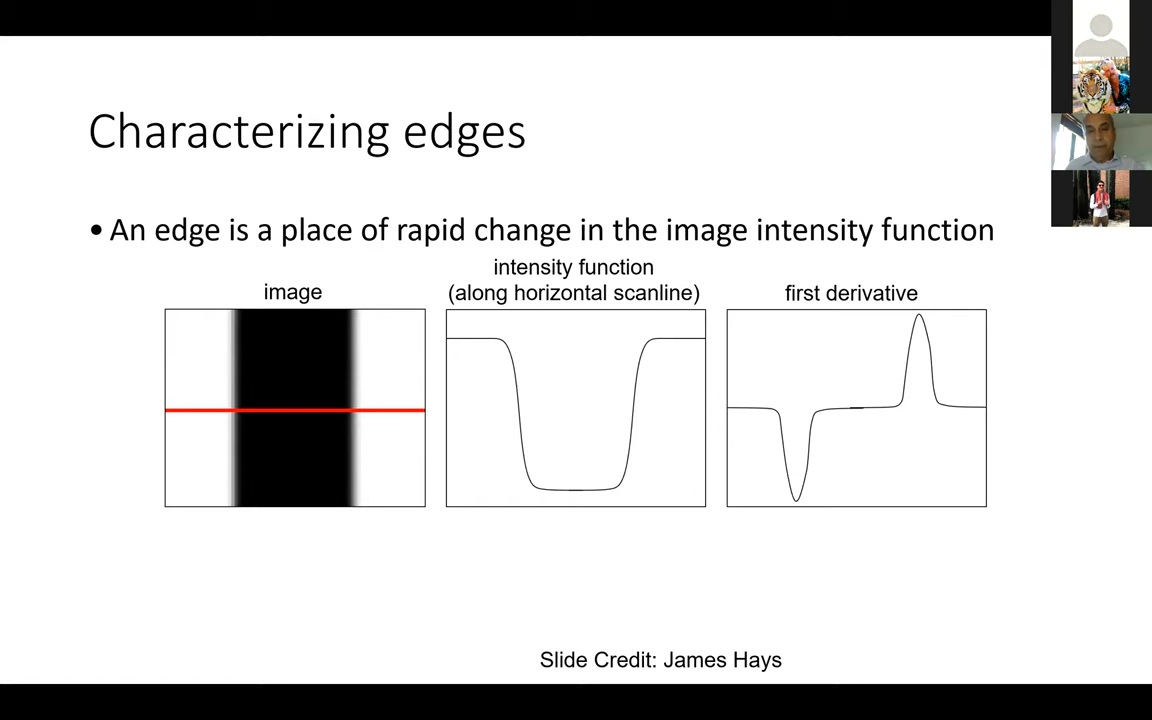 Characterizing edges
• An edge is a place of rapid change in the image intensity function
image
intensity function
(along horizontal scanline)
first derivative
Slide Credit: James Hays